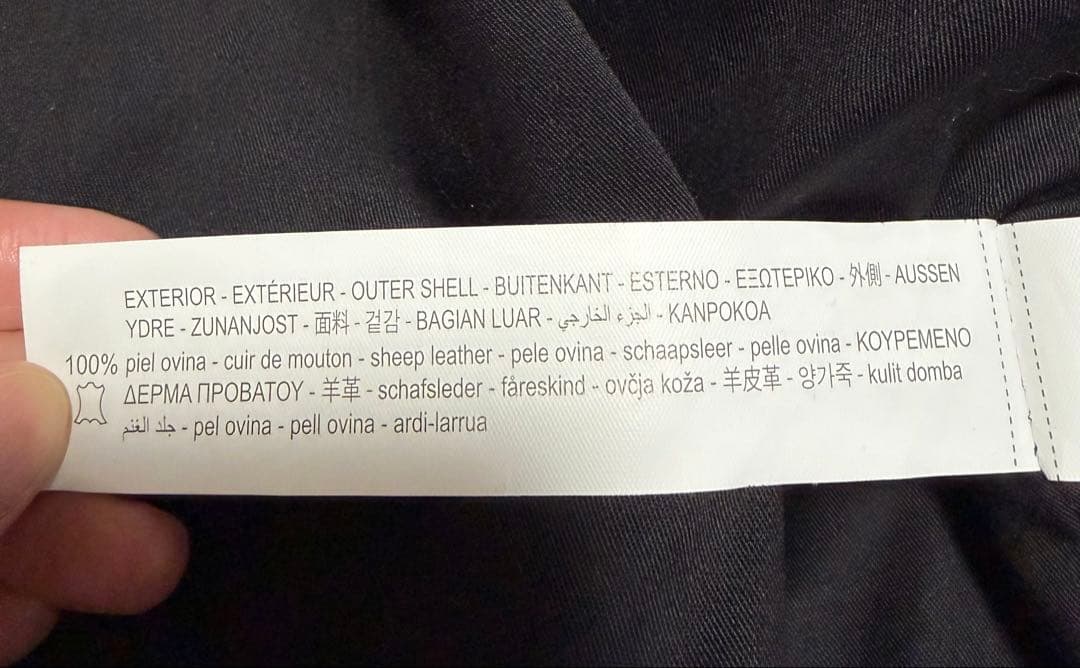 EXTERIOR - EXTÉRIEUR - OUTER SHELL - BUITENKANT - ESTERNO - ΕΞΩΤΕΡΙΚΟ - 外側 - AUSSEN
YDRE - ZUNANJOST - 面料 - 겉감 - BAGIAN LUAR - الجزء الخارجي - KANPOKOA
100% piel ovina - cuir de mouton - sheep leather - pele ovina - schaapsleer - pelle ovina - ΚΟΥΡΕΜΕΝΟ
ΔΕΡΜΑ ΠΡΟΒΑΤΟΥ - 羊革 - schafsleder - fåreskind - ovčja koža - 羊皮革 - 양가죽 - kulit domba
جلد الغنم - pel ovina - pell ovina - ardi-larrua